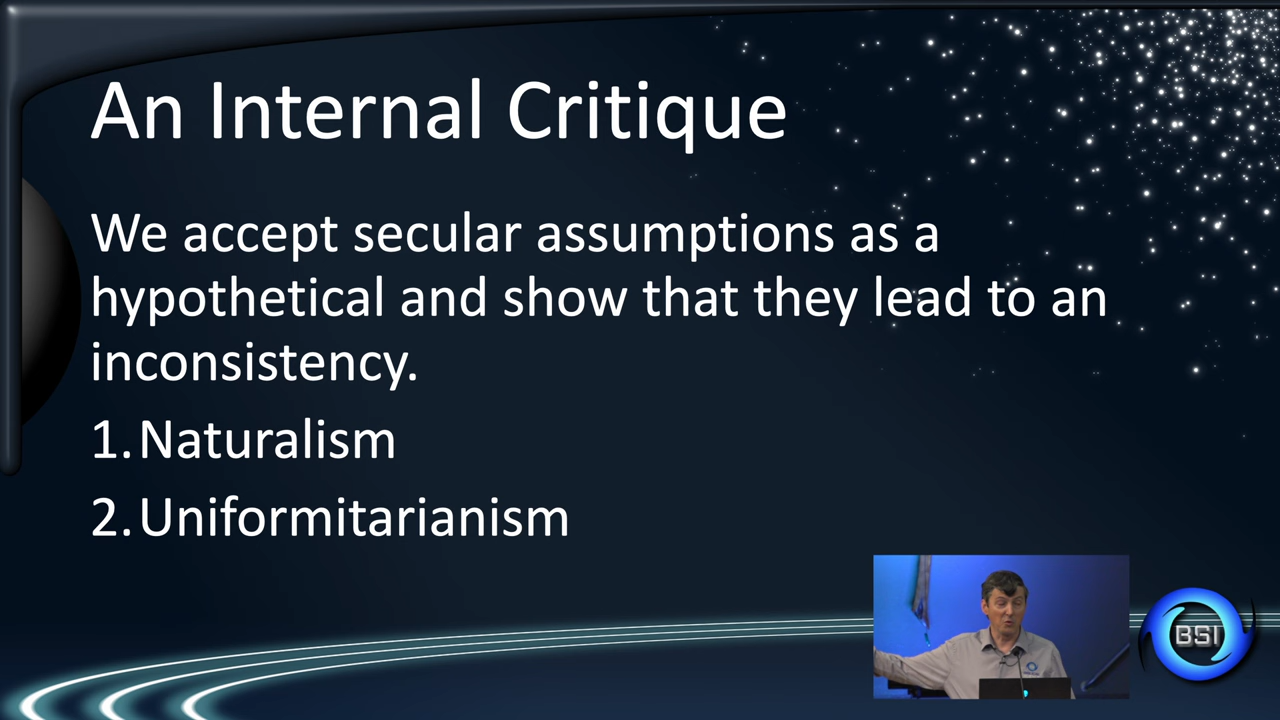 An Internal Critique
We accept secular assumptions as a
hypothetical and show that they lead to an
inconsistency.
1. Naturalism
2. Uniformitarianism
BSI